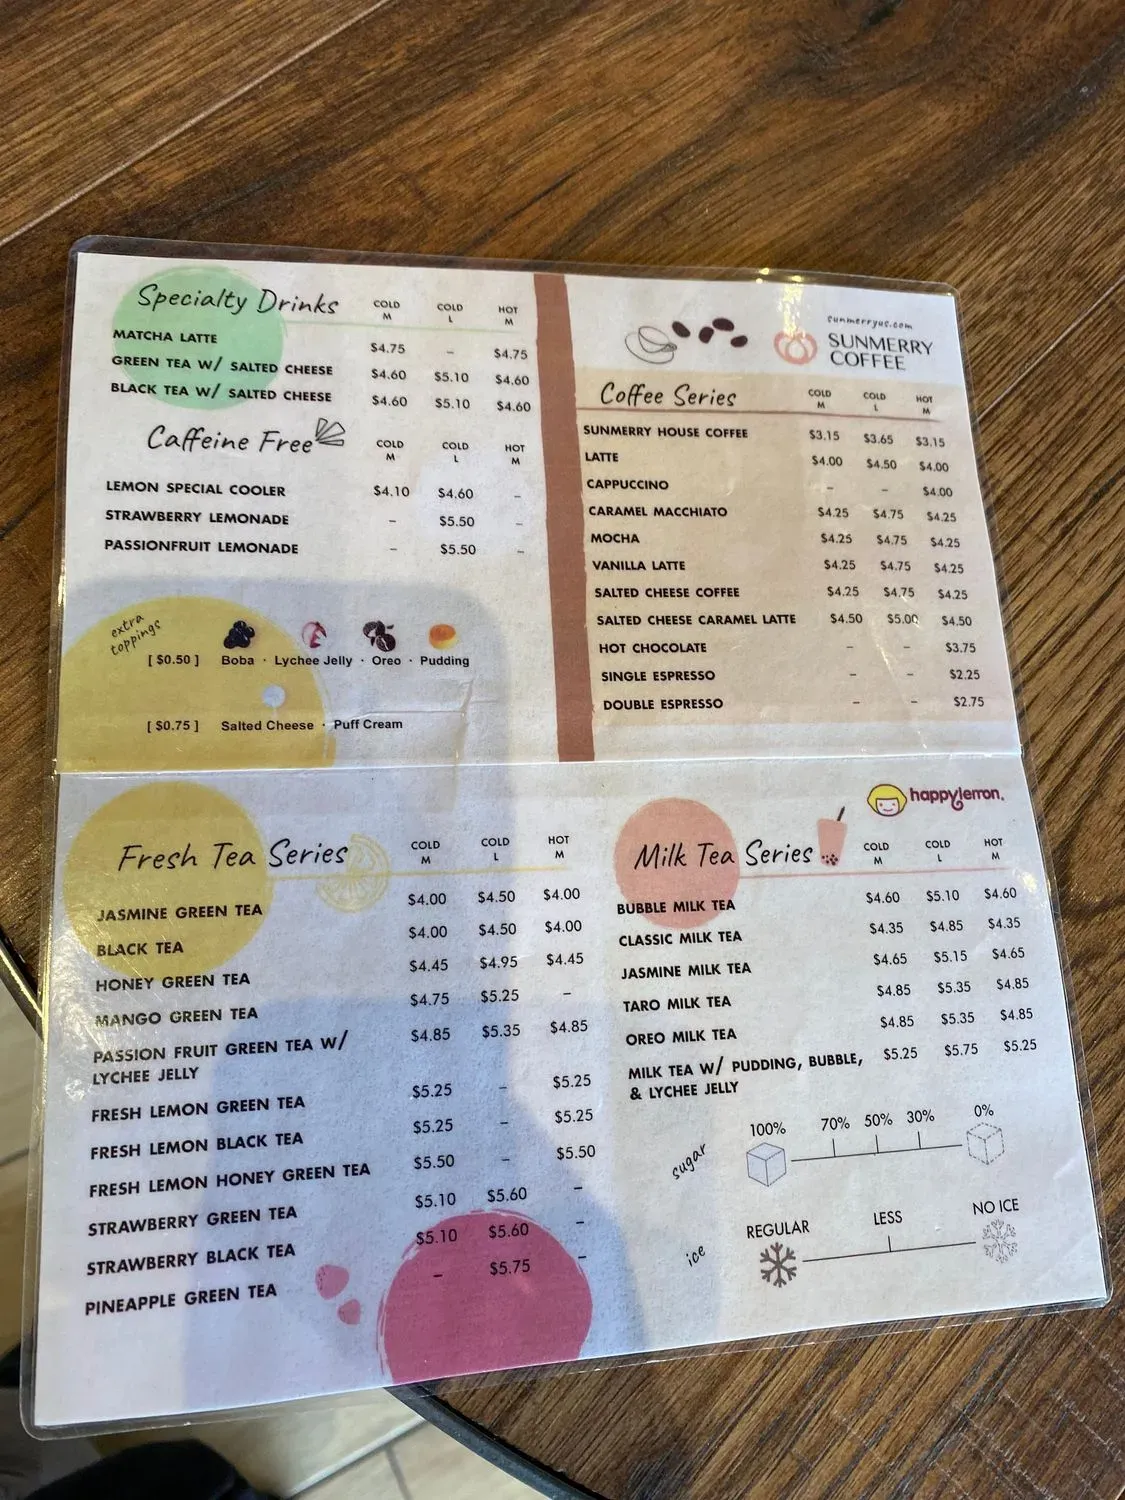 Specialty Drinks COLD M COLD L HOT M
MATCHA LATTE $4.75 – $4.75
GREEN TEA W/ SALTED CHEESE $4.60 $5.10 $4.60
BLACK TEA W/ SALTED CHEESE $4.60 $5.10 $4.60
Caffeine Free COLD M COLD L HOT M
LEMON SPECIAL COOLER $4.10 $4.60 –
STRAWBERRY LEMONADE – $5.50 –
PASSIONFRUIT LEMONADE – $5.50 –
extra toppings
[ $0.50 ] Boba · Lychee Jelly · Oreo · Pudding
[ $0.75 ] Salted Cheese · Puff Cream
sunmerryus.com
SUNMERRY
COFFEE
Coffee Series COLD M COLD L HOT M
SUNMERRY HOUSE COFFEE $3.15 $3.65 $3.15
LATTE $4.00 $4.50 $4.00
CAPPUCCINO – – $4.00
CARAMEL MACCHIATO $4.25 $4.75 $4.25
MOCHA $4.25 $4.75 $4.25
VANILLA LATTE $4.25 $4.75 $4.25
SALTED CHEESE COFFEE $4.25 $4.75 $4.25
SALTED CHEESE CARAMEL LATTE $4.50 $5.00 $4.50
HOT CHOCOLATE – – $3.75
SINGLE ESPRESSO – – $2.25
DOUBLE ESPRESSO – – $2.75
Fresh Tea Series COLD M COLD L HOT M
JASMINE GREEN TEA $4.00 $4.50 $4.00
BLACK TEA $4.00 $4.50 $4.00
HONEY GREEN TEA $4.45 $4.95 $4.45
MANGO GREEN TEA $4.75 $5.25 –
PASSION FRUIT GREEN TEA W/ $4.85 $5.35 $4.85
LYCHEE JELLY
FRESH LEMON GREEN TEA $5.25 – $5.25
FRESH LEMON BLACK TEA $5.25 – $5.25
FRESH LEMON HONEY GREEN TEA $5.50 – $5.50
STRAWBERRY GREEN TEA $5.10 $5.60 –
STRAWBERRY BLACK TEA $5.10 $5.60 –
PINEAPPLE GREEN TEA – $5.75 –
happylemon.
Milk Tea Series COLD M COLD L HOT M
BUBBLE MILK TEA $4.60 $5.10 $4.60
CLASSIC MILK TEA $4.35 $4.85 $4.35
JASMINE MILK TEA $4.65 $5.15 $4.65
TARO MILK TEA $4.85 $5.35 $4.85
OREO MILK TEA $4.85 $5.35 $4.85
MILK TEA W/ PUDDING, BUBBLE, $5.25 $5.75 $5.25
& LYCHEE JELLY
sugar 100% 70% 50% 30% 0%
ice REGULAR LESS NO ICE